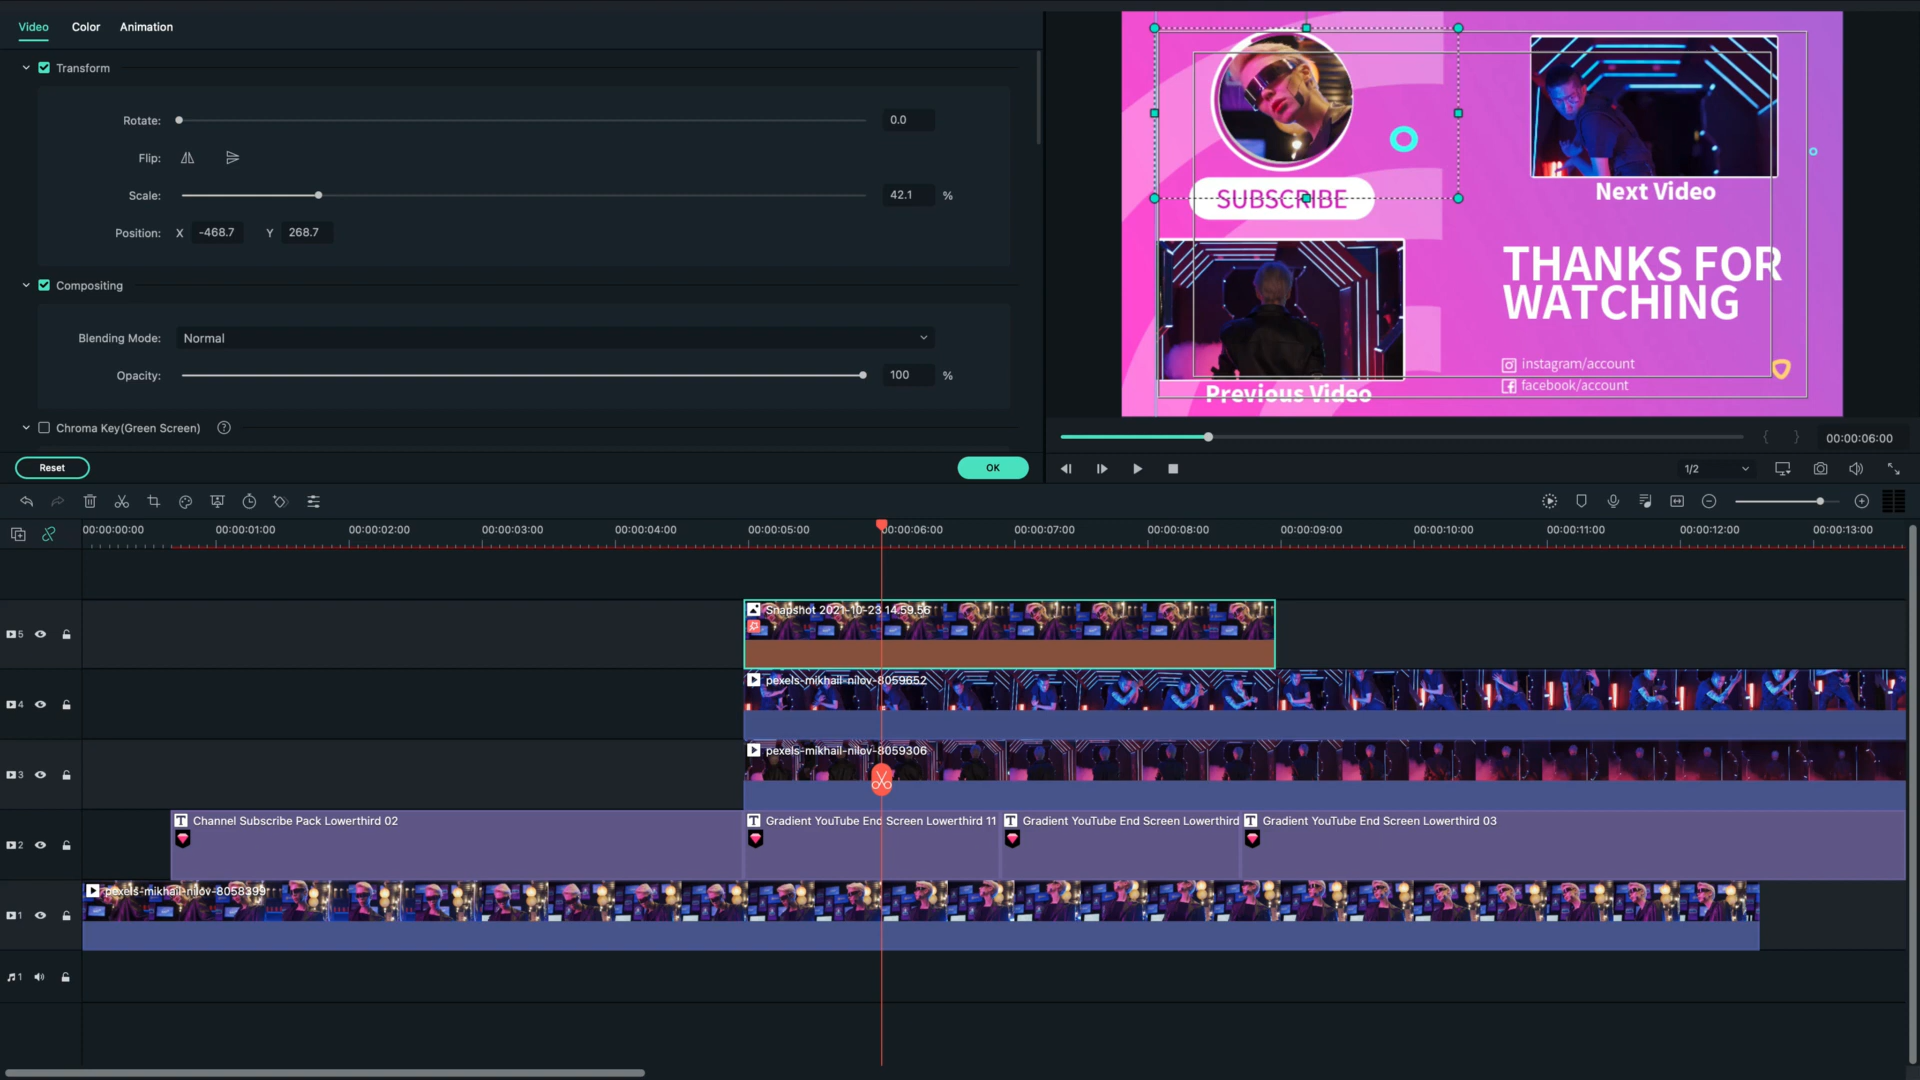 Video Color Animation
Transform
Rotate: 0.0
Flip:
Scale: 42.1 %
Position: X -468.7 Y 268.7
Compositing
Blending Mode: Normal
Opacity: 100 %
Chroma Key(Green Screen) ?
Reset OK
SUBSCRIBE
Next Video
THANKS FOR
WATCHING
instagram/account
facebook/account
Previous Video
{ } 00:00:06:00
1/2
00:00:00:00 00:00:01:00 00:00:02:00 00:00:03:00 00:00:04:00 00:00:05:00 00:00:06:00 00:00:07:00 00:00:08:00 00:00:09:00 00:00:10:00 00:00:11:00 00:00:12:00 00:00:13:00
5 Snapshot 2021-10-23 14.59.56
4 pexels-mikhail-nilov-8059652
3 pexels-mikhail-nilov-8059306
2 T Channel Subscribe Pack Lowerthird 02 T Gradient YouTube End Screen Lowerthird 11 T Gradient YouTube End Screen Lowerthird T Gradient YouTube End Screen Lowerthird 03
1 pexels-mikhail-nilov-8058399
1